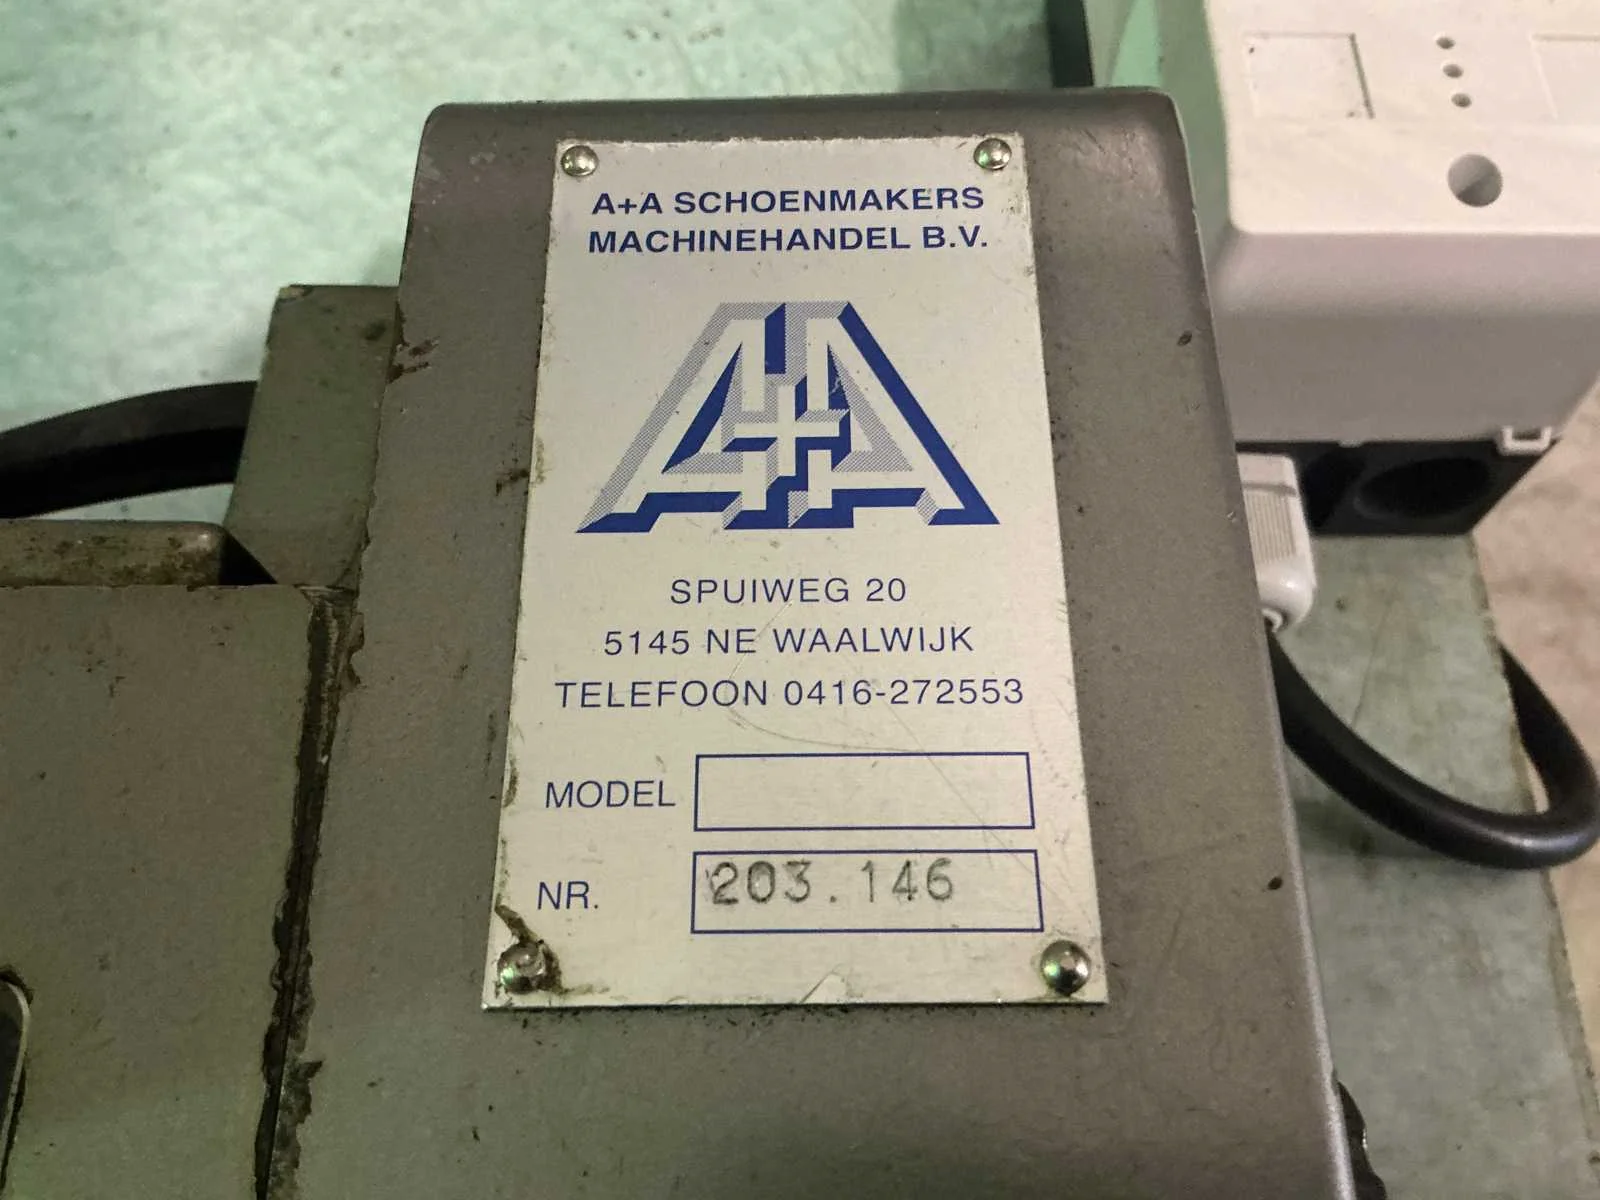 A+A SCHOENMAKERS
MACHINEHANDEL B.V.
A+A
SPUIWEG 20
5145 NE WAALWIJK
TELEFOON 0416-272553
MODEL
NR. 203.146